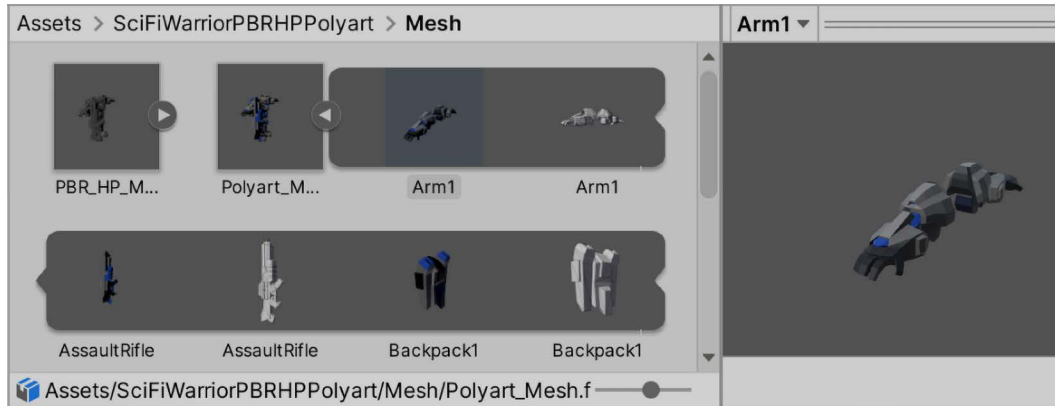 Assets > SciFiWarriorPBRHPPolyart > Mesh
Arm1
PBR_HP_M...
Polyart_M...
Arm1
Arm1
AssaultRifle
AssaultRifle
Backpack1
Backpack1
Assets/SciFiWarriorPBRHPPolyart/Mesh/Polyart_Mesh.f